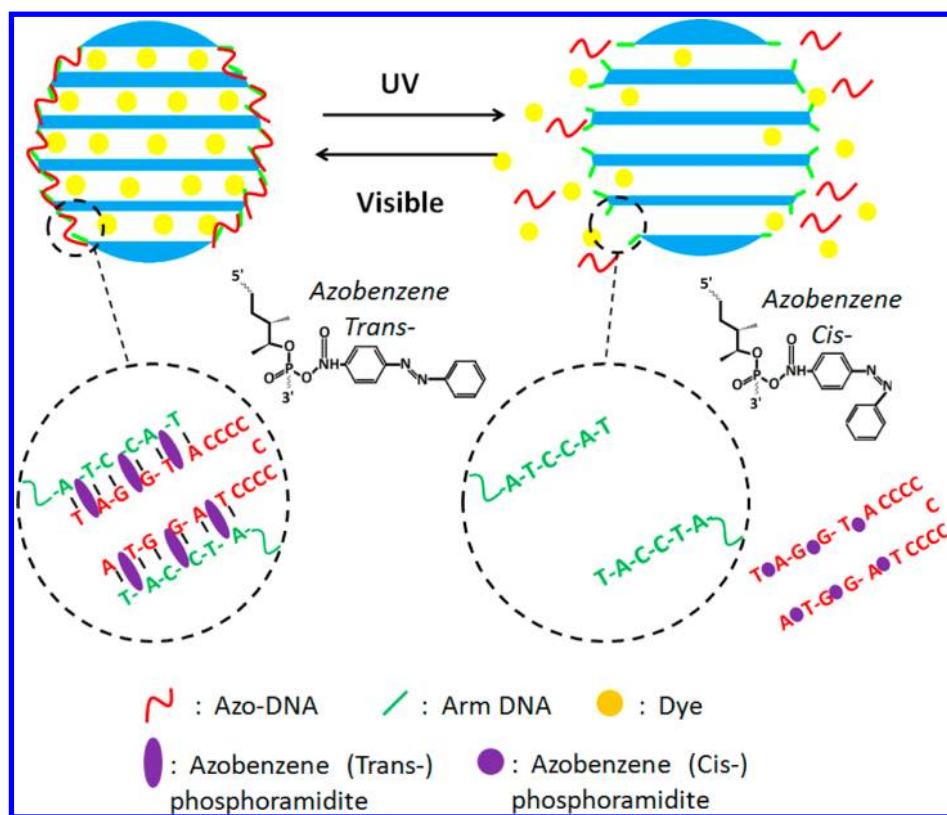 UV
Visible
Azobenzene
Trans-
5'
O
O
NH
O=P
O
N=N
3'
Azobenzene
Cis-
5'
O
O
NH
O=P
O
N=N
3'
-A-T-C-C-A-T
T A-G G-T A CCCC
C
A T-G G-A T CCCC
T-A-C-C-T-A-
A-T-C-C-A-T
T-A-C-C-T-A
T A-G G-T A CCCC
C
A T-G G-A T CCCC
: Azo-DNA
: Arm DNA
: Dye
: Azobenzene (Trans-)
phosphoramidite
: Azobenzene (Cis-)
phosphoramidite